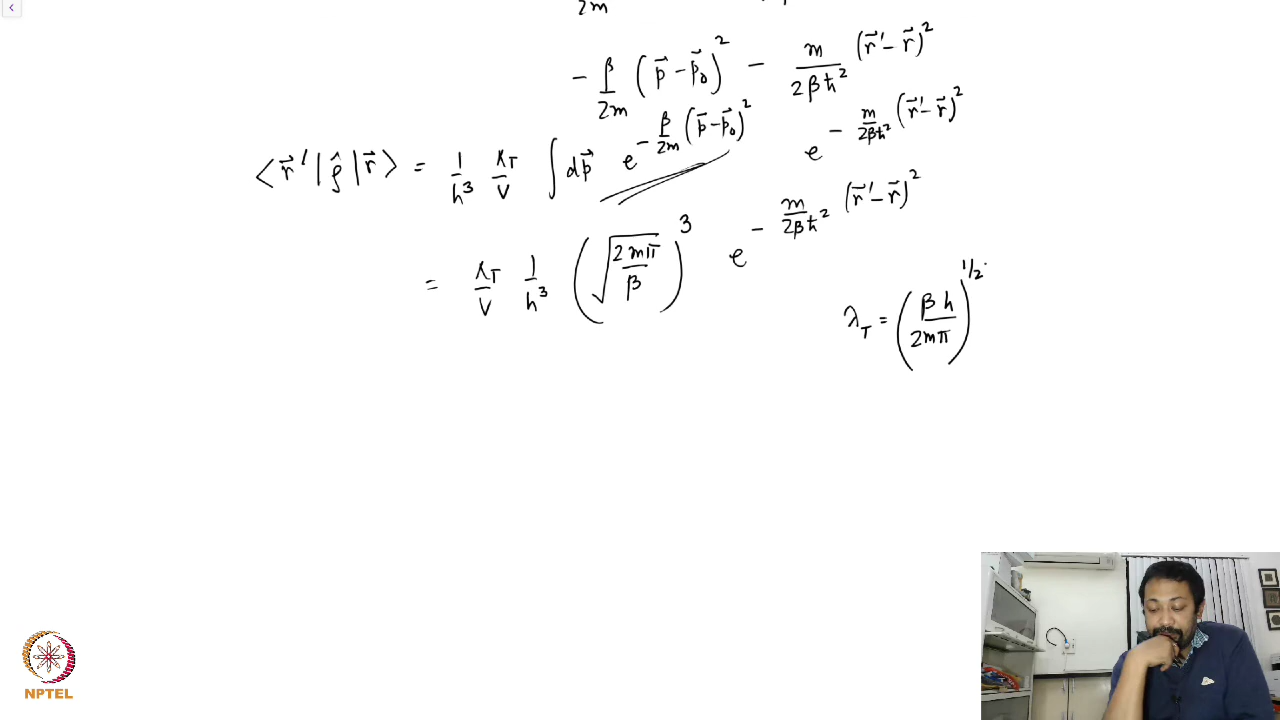 2m
- β/2m (p⃗ - p⃗₀)² - m/2βħ² (r⃗' - r⃗)²
⟨r⃗'|ρ̂|r⃗⟩ = 1/h³ λ_T/V ∫dp⃗ e^{-β/2m (p⃗ - p⃗₀)²} e^{-m/2βħ² (r⃗' - r⃗)²}
= λ_T/V 1/h³ (√(2mπ/β))³ e^{-m/2βħ² (r⃗' - r⃗)²}
λ_T = (βh/2mπ)^{1/2}
NPTEL